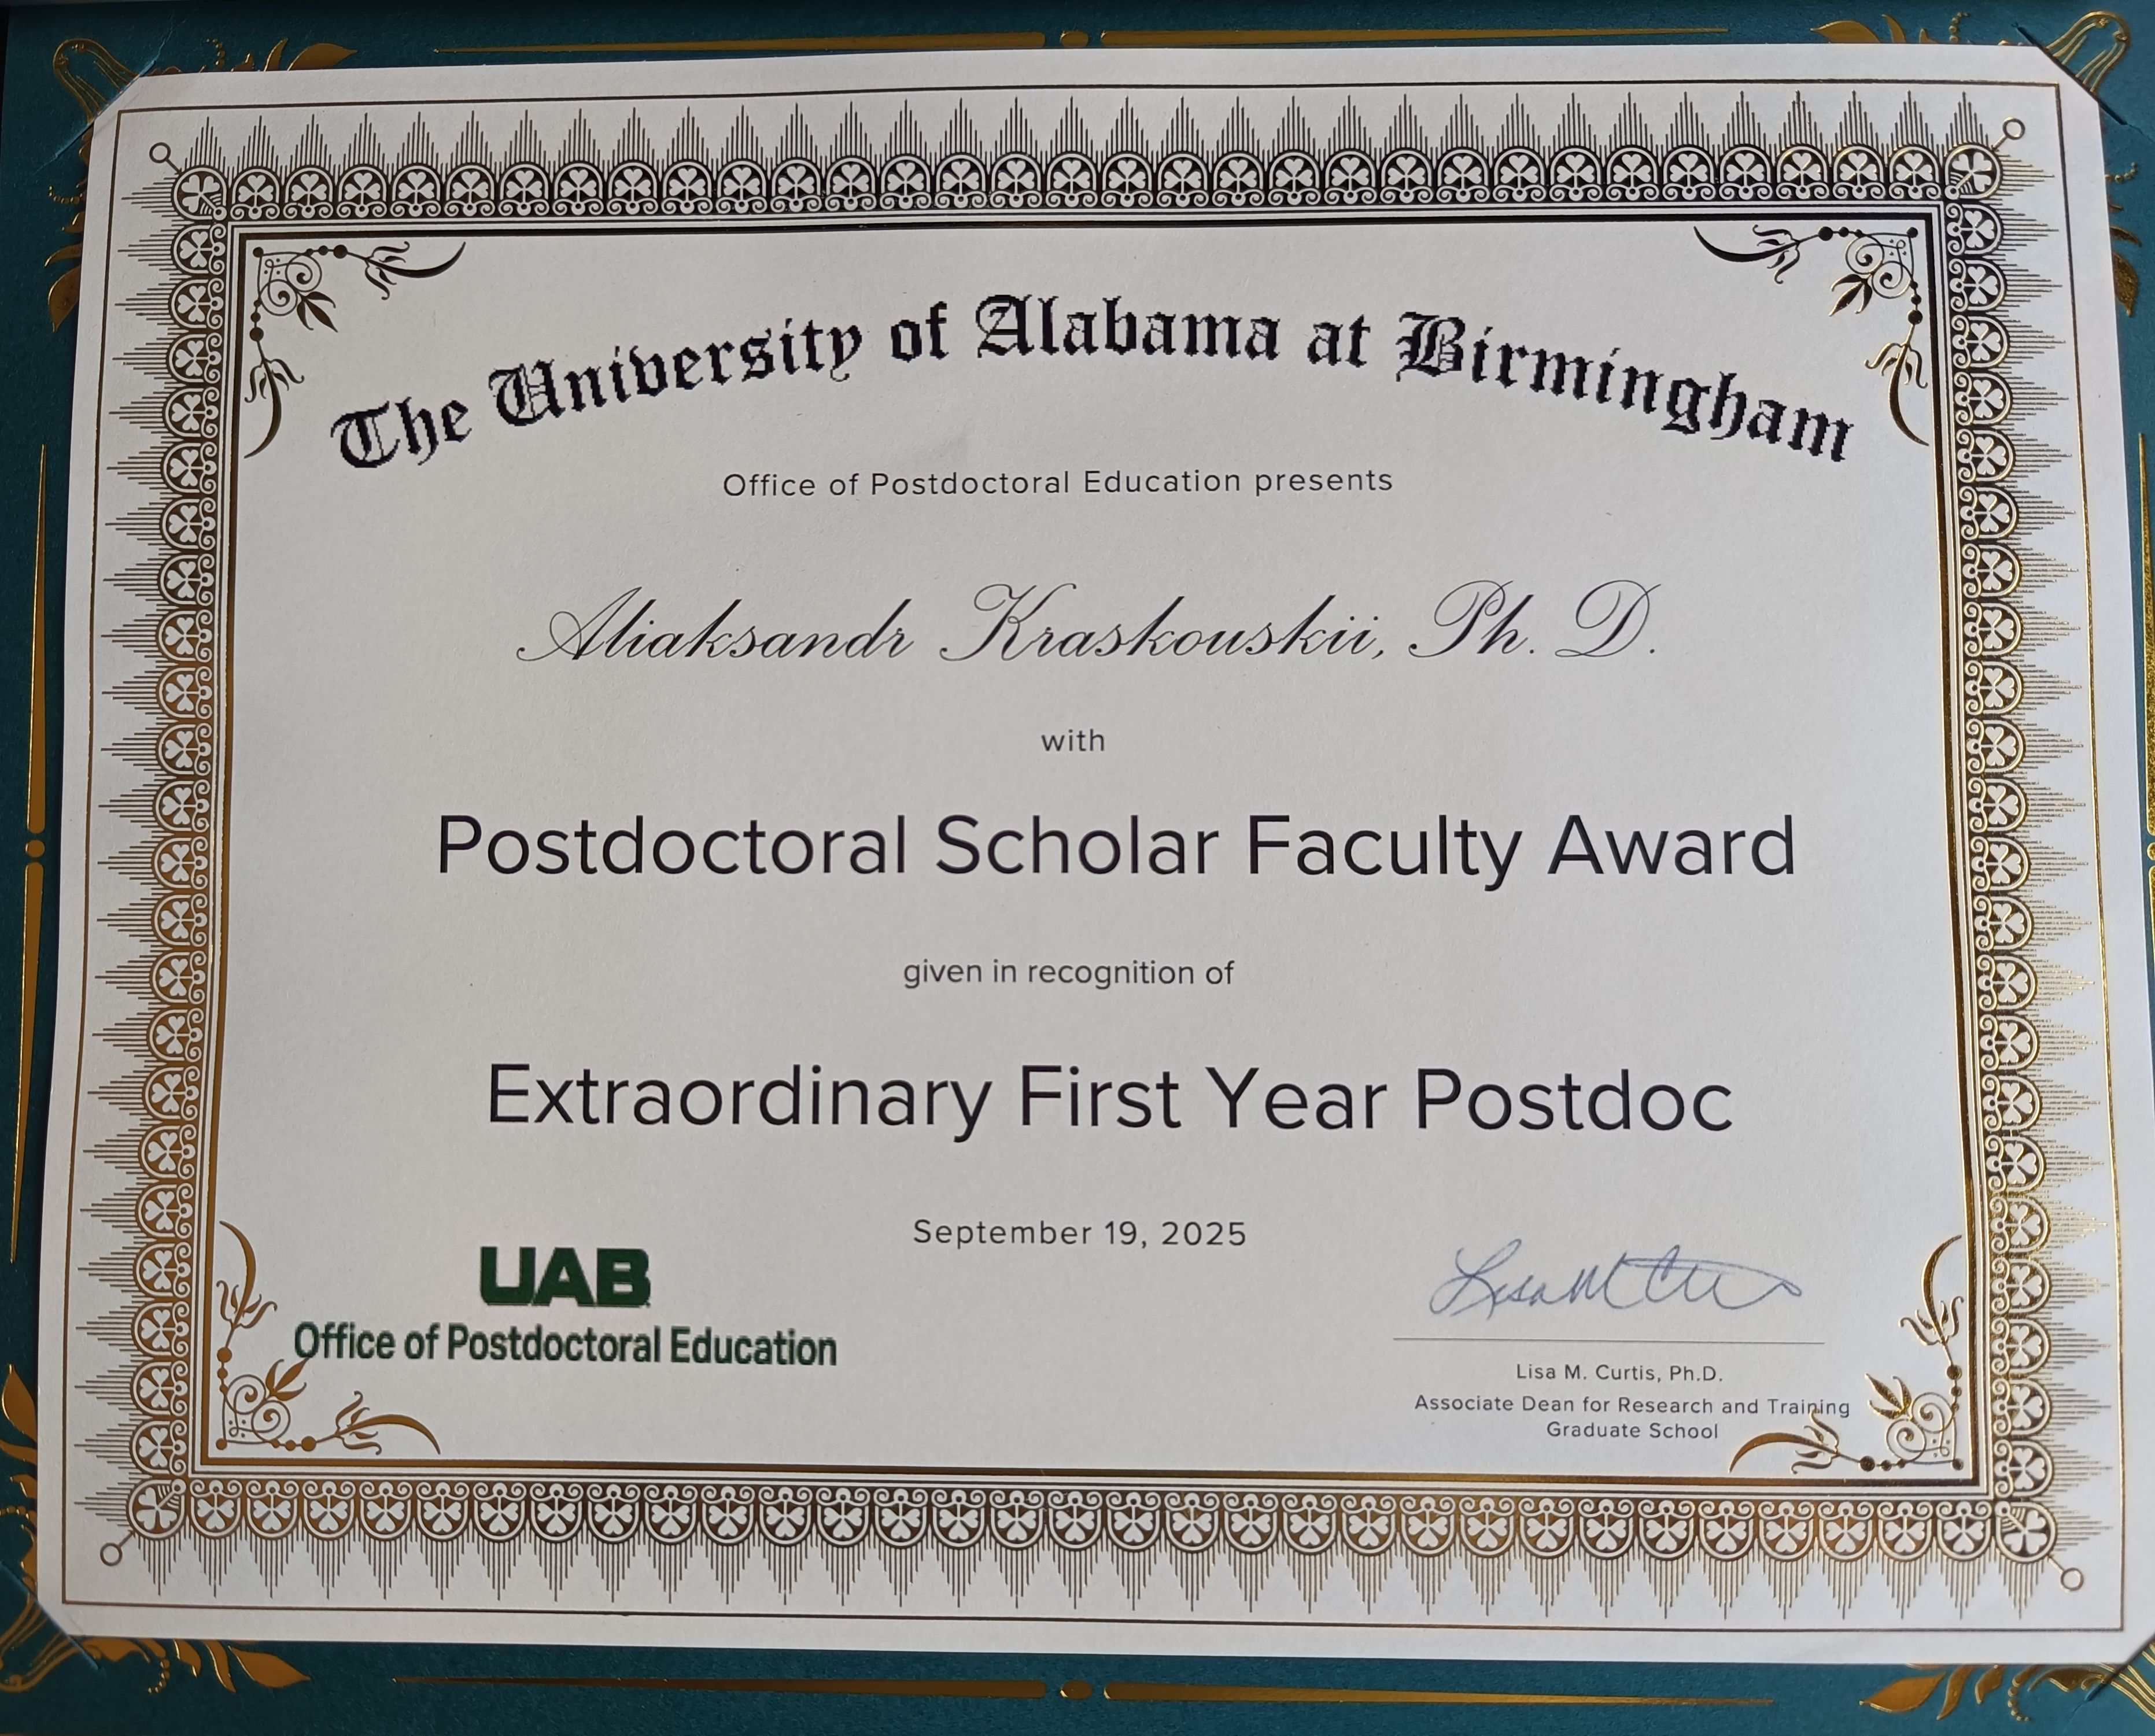 The University of Alabama at Birmingham
Office of Postdoctoral Education presents
Aliaksandr Kraskouskii, Ph. D.
with
Postdoctoral Scholar Faculty Award
given in recognition of
Extraordinary First Year Postdoc
September 19, 2025
UAB
Office of Postdoctoral Education
Lisa M Curtis
Lisa M. Curtis, Ph.D.
Associate Dean for Research and Training
Graduate School